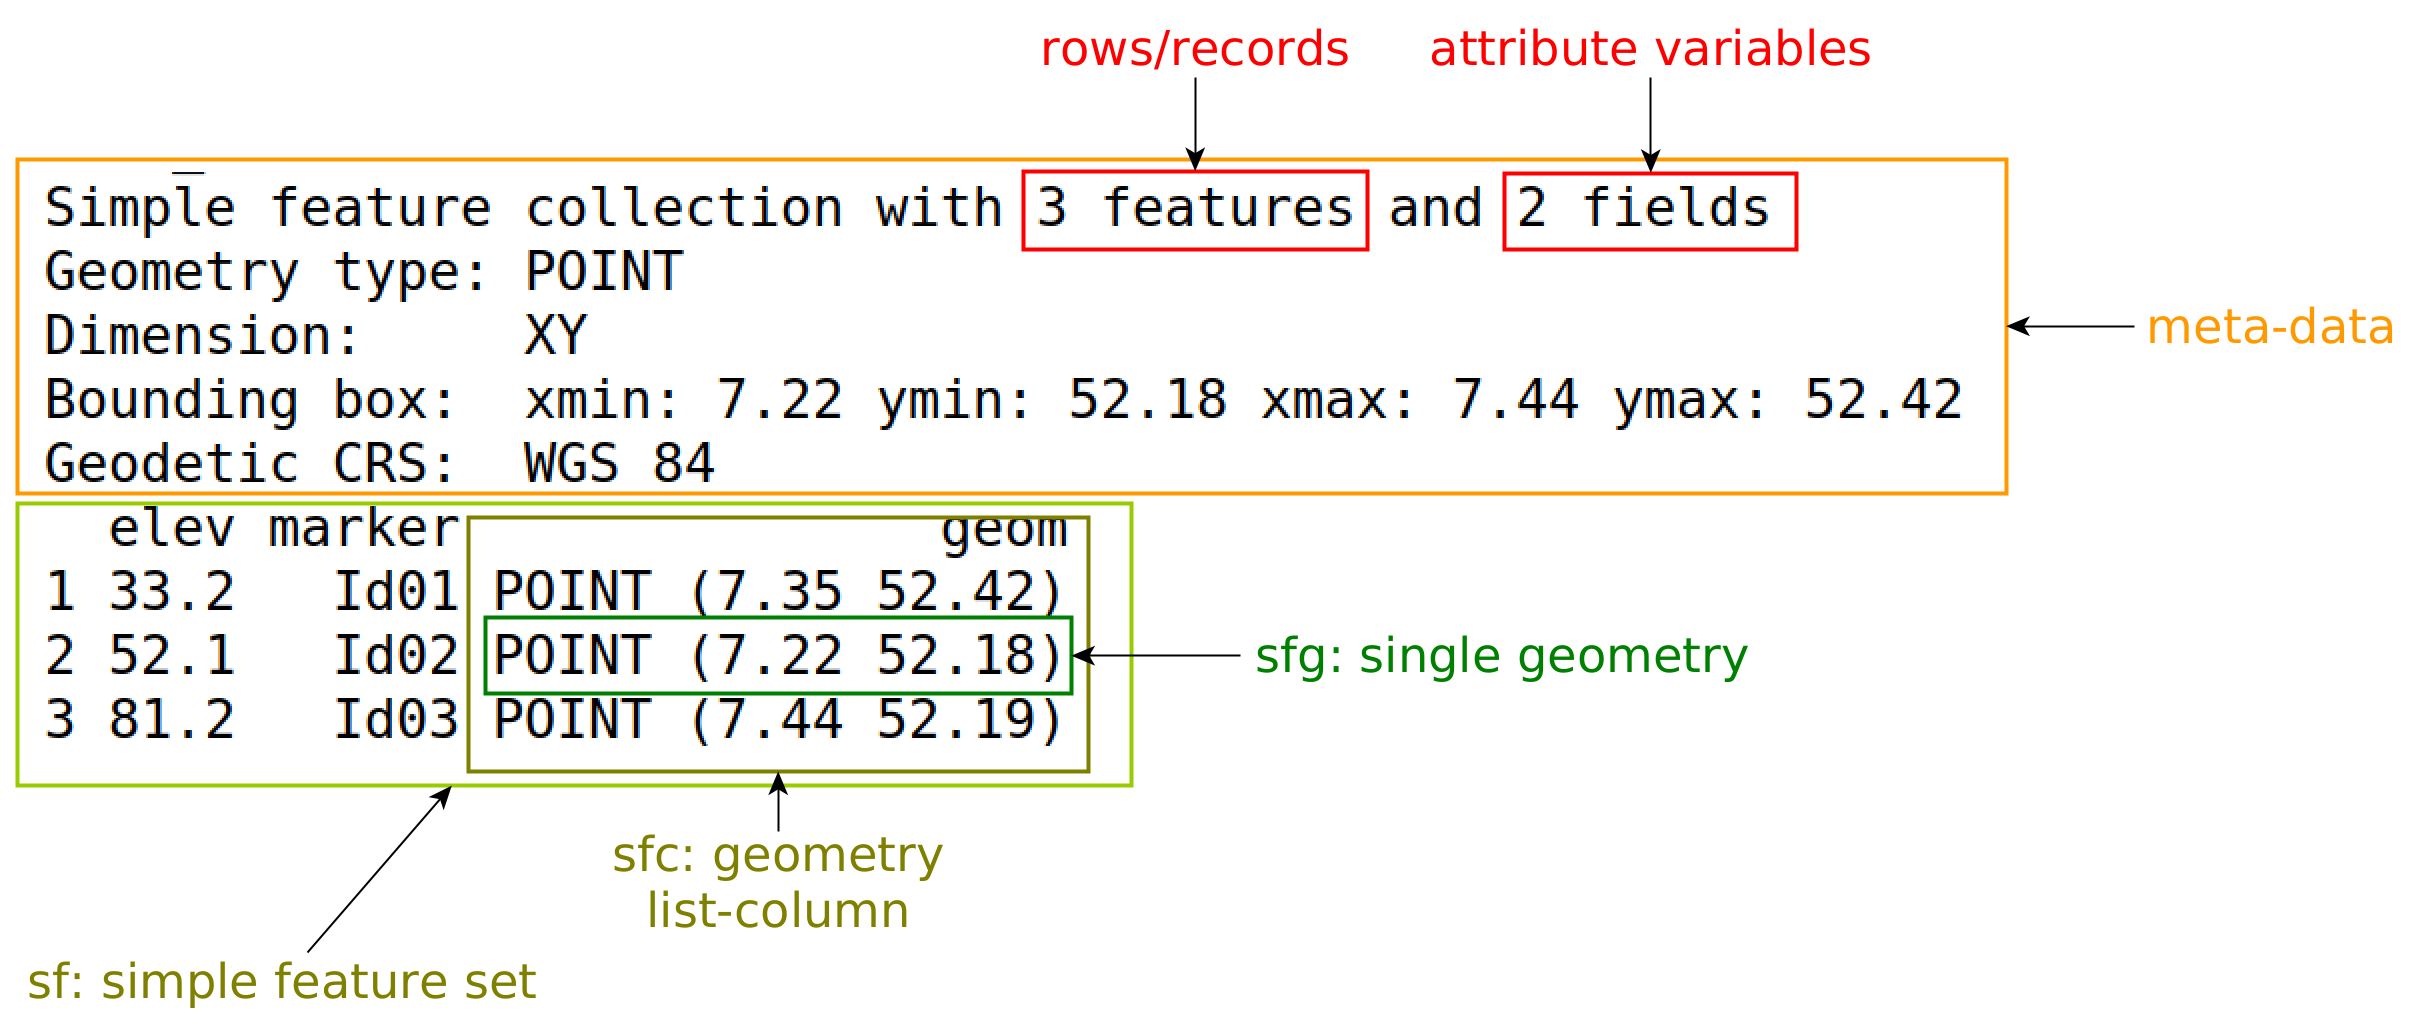 rows/records attribute variables
Simple feature collection with 3 features and 2 fields
Geometry type: POINT
Dimension: XY
meta-data
Bounding box: xmin: 7.22 ymin: 52.18 xmax: 7.44 ymax: 52.42
Geodetic CRS: WGS 84
elev marker geom
1 33.2 Id01 POINT (7.35 52.42)
2 52.1 Id02 POINT (7.22 52.18)
sfg: single geometry
3 81.2 Id03 POINT (7.44 52.19)
sfc: geometry
list-column
sf: simple feature set